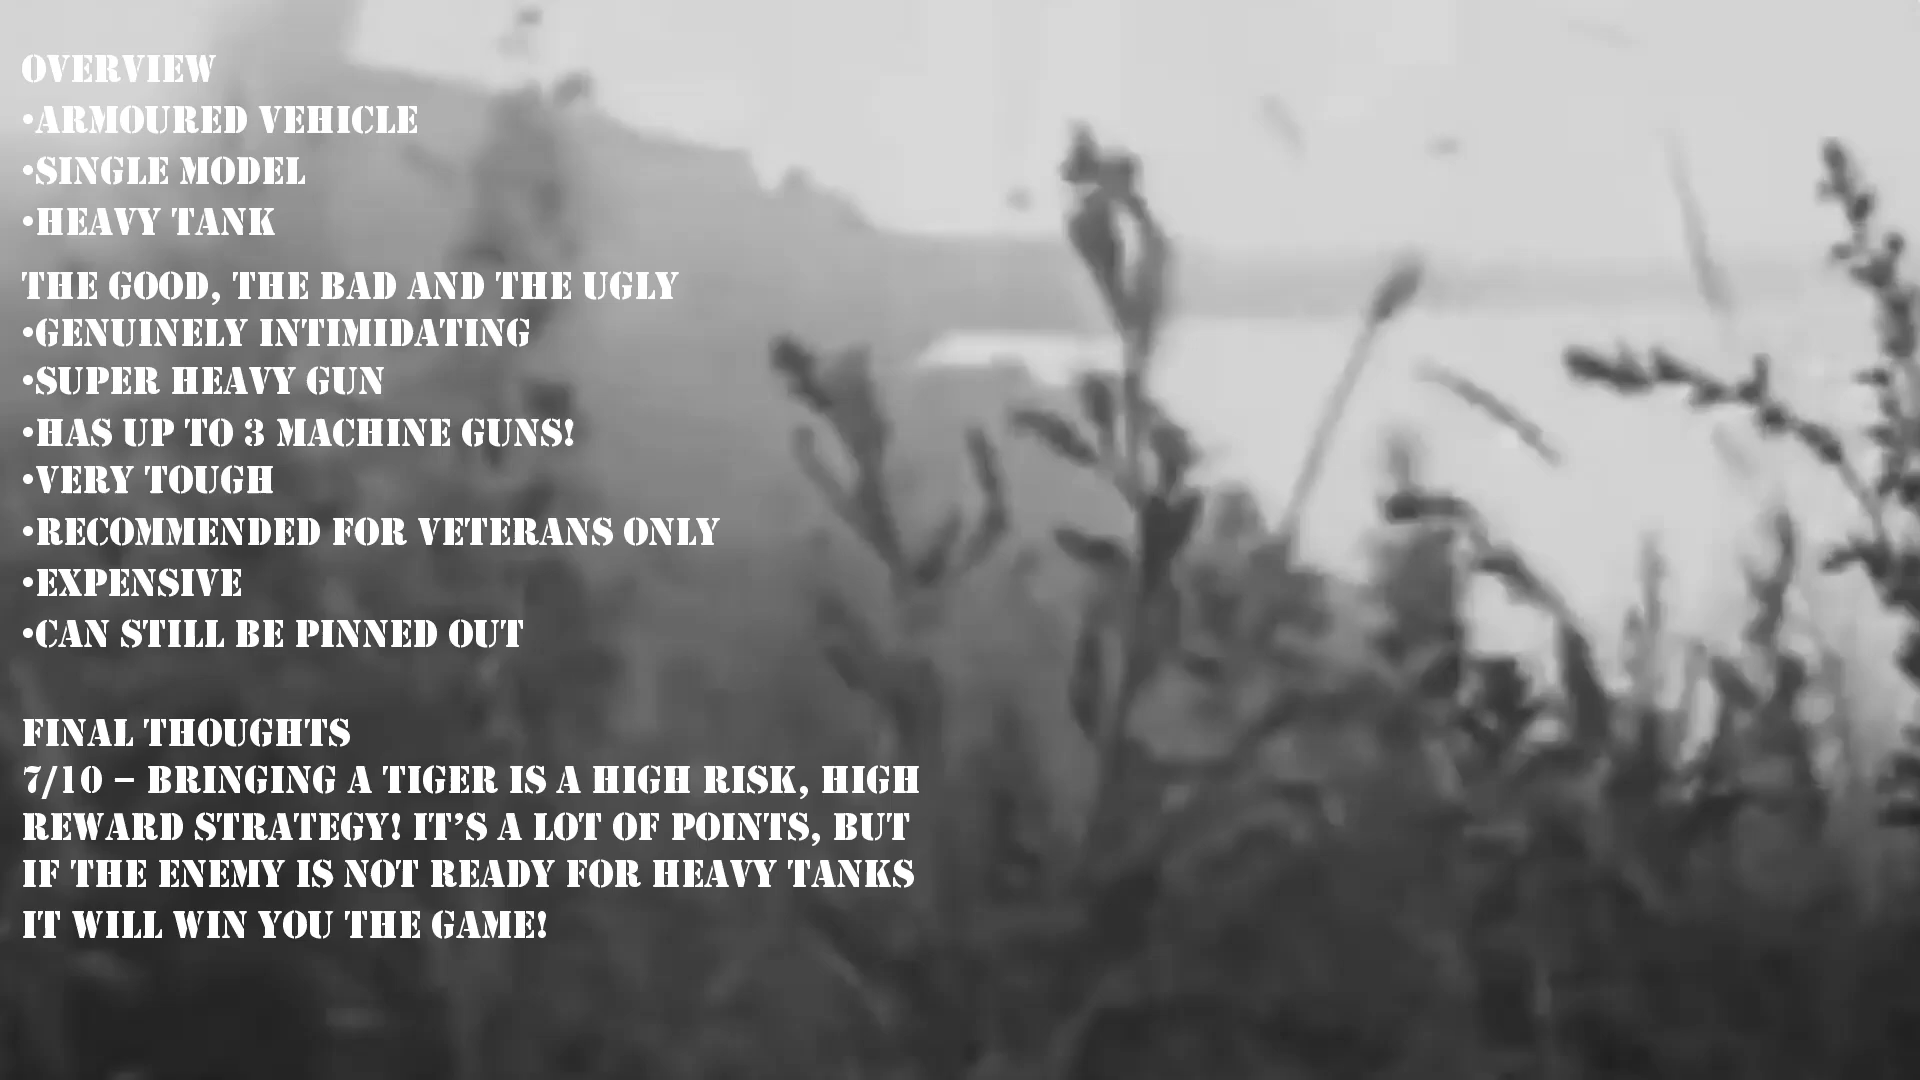 OVERVIEW
•ARMOURED VEHICLE
•SINGLE MODEL
•HEAVY TANK
THE GOOD, THE BAD AND THE UGLY
•GENUINELY INTIMIDATING
•SUPER HEAVY GUN
•HAS UP TO 3 MACHINE GUNS!
•VERY TOUGH
•RECOMMENDED FOR VETERANS ONLY
•EXPENSIVE
•CAN STILL BE PINNED OUT
FINAL THOUGHTS
7/10 – BRINGING A TIGER IS A HIGH RISK, HIGH
REWARD STRATEGY! IT’S A LOT OF POINTS, BUT
IF THE ENEMY IS NOT READY FOR HEAVY TANKS
IT WILL WIN YOU THE GAME!